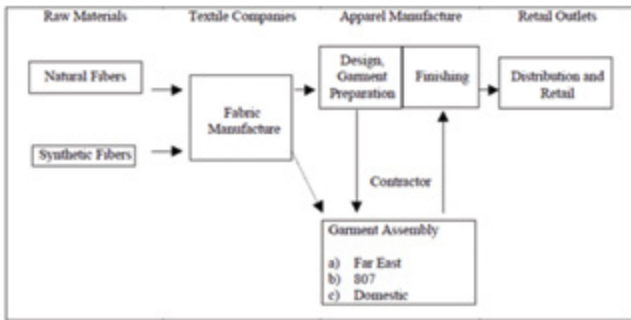 Raw Materials
Textile Companies
Apparel Manufacture
Retail Outlets
Natural Fibers
Synthetic Fibers
Fabric
Manufacture
Design,
Garment
Preparation
Finishing
Distribution and
Retail
Contractor
Garment Assembly
a) Far East
b) 807
c) Domestic